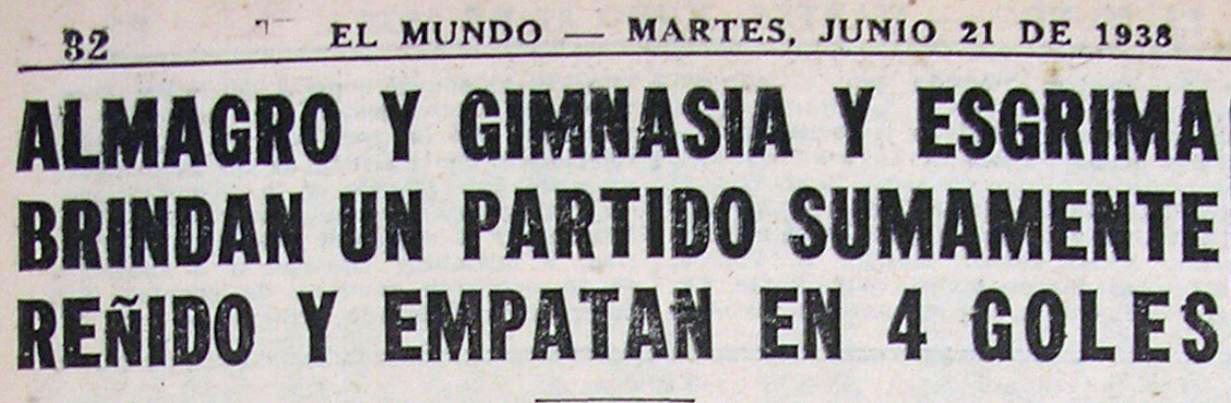 32 EL MUNDO — MARTES, JUNIO 21 DE 1938
ALMAGRO Y GIMNASIA Y ESGRIMA
BRINDAN UN PARTIDO SUMAMENTE
REÑIDO Y EMPATAN EN 4 GOLES